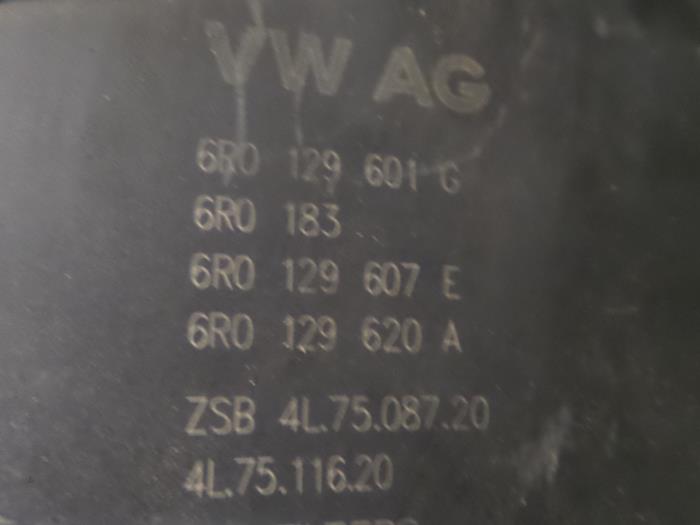 VW AG
6R0 129 601 G
6R0 183
6R0 129 607 E
6R0 129 620 A
ZSB 4L.75.087.20
4L.75.116.20